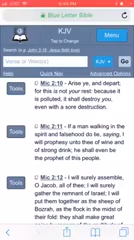 Blue Letter Bible
KJV
Tap to Change
Menu
Search (e.g. John 3:16, Jesus faith love)
Verse or Word(s)
KJV
Go
Help
Quick Nav
Advanced Options
Tools
Mic 2:10 - Arise ye, and depart;
for this is not your rest: because it
is polluted, it shall destroy you,
even with a sore destruction.
Tools
Mic 2:11 - If a man walking in the
spirit and falsehood do lie, saying, I
will prophesy unto thee of wine and
of strong drink; he shall even be
the prophet of this people.
Tools
Mic 2:12 - I will surely assemble,
O Jacob, all of thee; I will surely
gather the remnant of Israel; I will
put them together as the sheep of
Bozrah, as the flock in the midst
of their fold: they shall make great